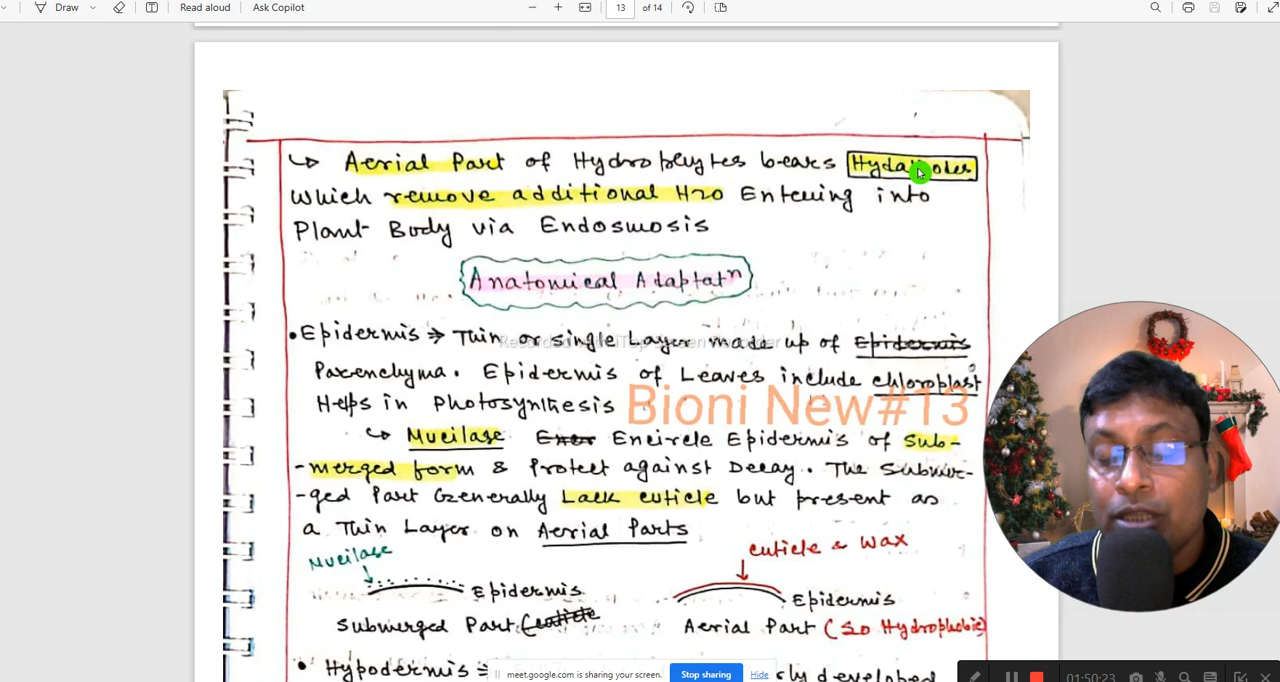 Draw
Read aloud
Ask Copilot
13 of 14
↳ Aerial Part of Hydrophytes bears
Which remove additional H2O Entering into
Plant Body via Endosmosis
Anatomical Adaptatn
• Epidermis → Thin or single Layer made up of Epidermis
Parenchyma. Epidermis of Leaves include chloroplast
Helps in Photosynthesis
Bioni New#13
↳ Mucilase Encircle Epidermis of Sub-
-merged form & Protect against Decay. The Submer-
-ged Part Generally Lack cuticle but present as
a Thin Layer on Aerial Parts
Mucilase
cuticle & wax
Epidermis
Epidermis
Submerged Part (cuticle
Aerial Part (so Hydrophobic)
• Hypodermis ⇒
developed
meet.google.com is sharing your screen.
Stop sharing
Hide
01:50:23